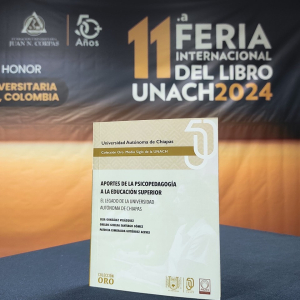 JUAN N. CORPAS
50
Años
HONOR
VERSITARIA
, COLOMBIA
11.a FERIA
INTERNACIONAL
DEL LIBRO
UNACH2024
Universidad Autónoma de Chiapas
50
APORTES DE LA PSICOPEDAGOGÍA
A LA EDUCACIÓN SUPERIOR
EL LEGADO DE LA UNIVERSIDAD
AUTÓNOMA DE CHIAPAS
COLECCIÓN
ORO